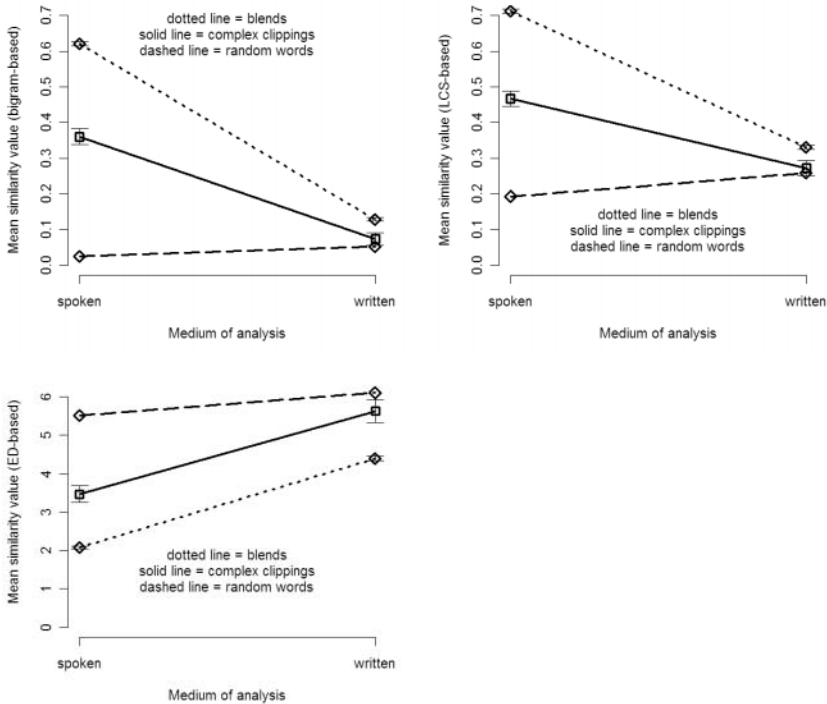 Mean similarity value (bigram-based)
0.7
0.6
0.5
0.4
0.3
0.2
0.1
0.0
dotted line = blends
solid line = complex clippings
dashed line = random words
spoken
written
Medium of analysis
Mean similarity value (LCS-based)
0.7
0.6
0.5
0.4
0.3
0.2
0.1
0.0
dotted line = blends
solid line = complex clippings
dashed line = random words
spoken
written
Medium of analysis
Mean similarity value (ED-based)
6
5
4
3
2
1
0
dotted line = blends
solid line = complex clippings
dashed line = random words
spoken
written
Medium of analysis